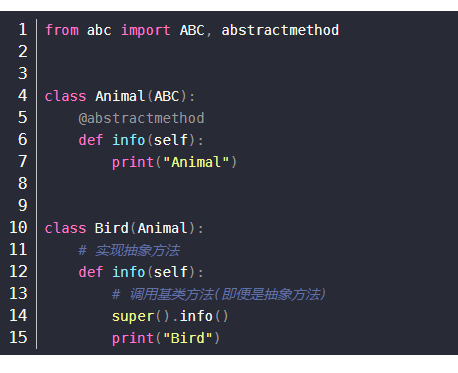 1 from abc import ABC, abstractmethod
2
3
4 class Animal(ABC):
5     @abstractmethod
6     def info(self):
7         print("Animal")
8
9
10 class Bird(Animal):
11     # 实现抽象方法
12     def info(self):
13         # 调用基类方法(即便是抽象方法)
14         super().info()
15         print("Bird")